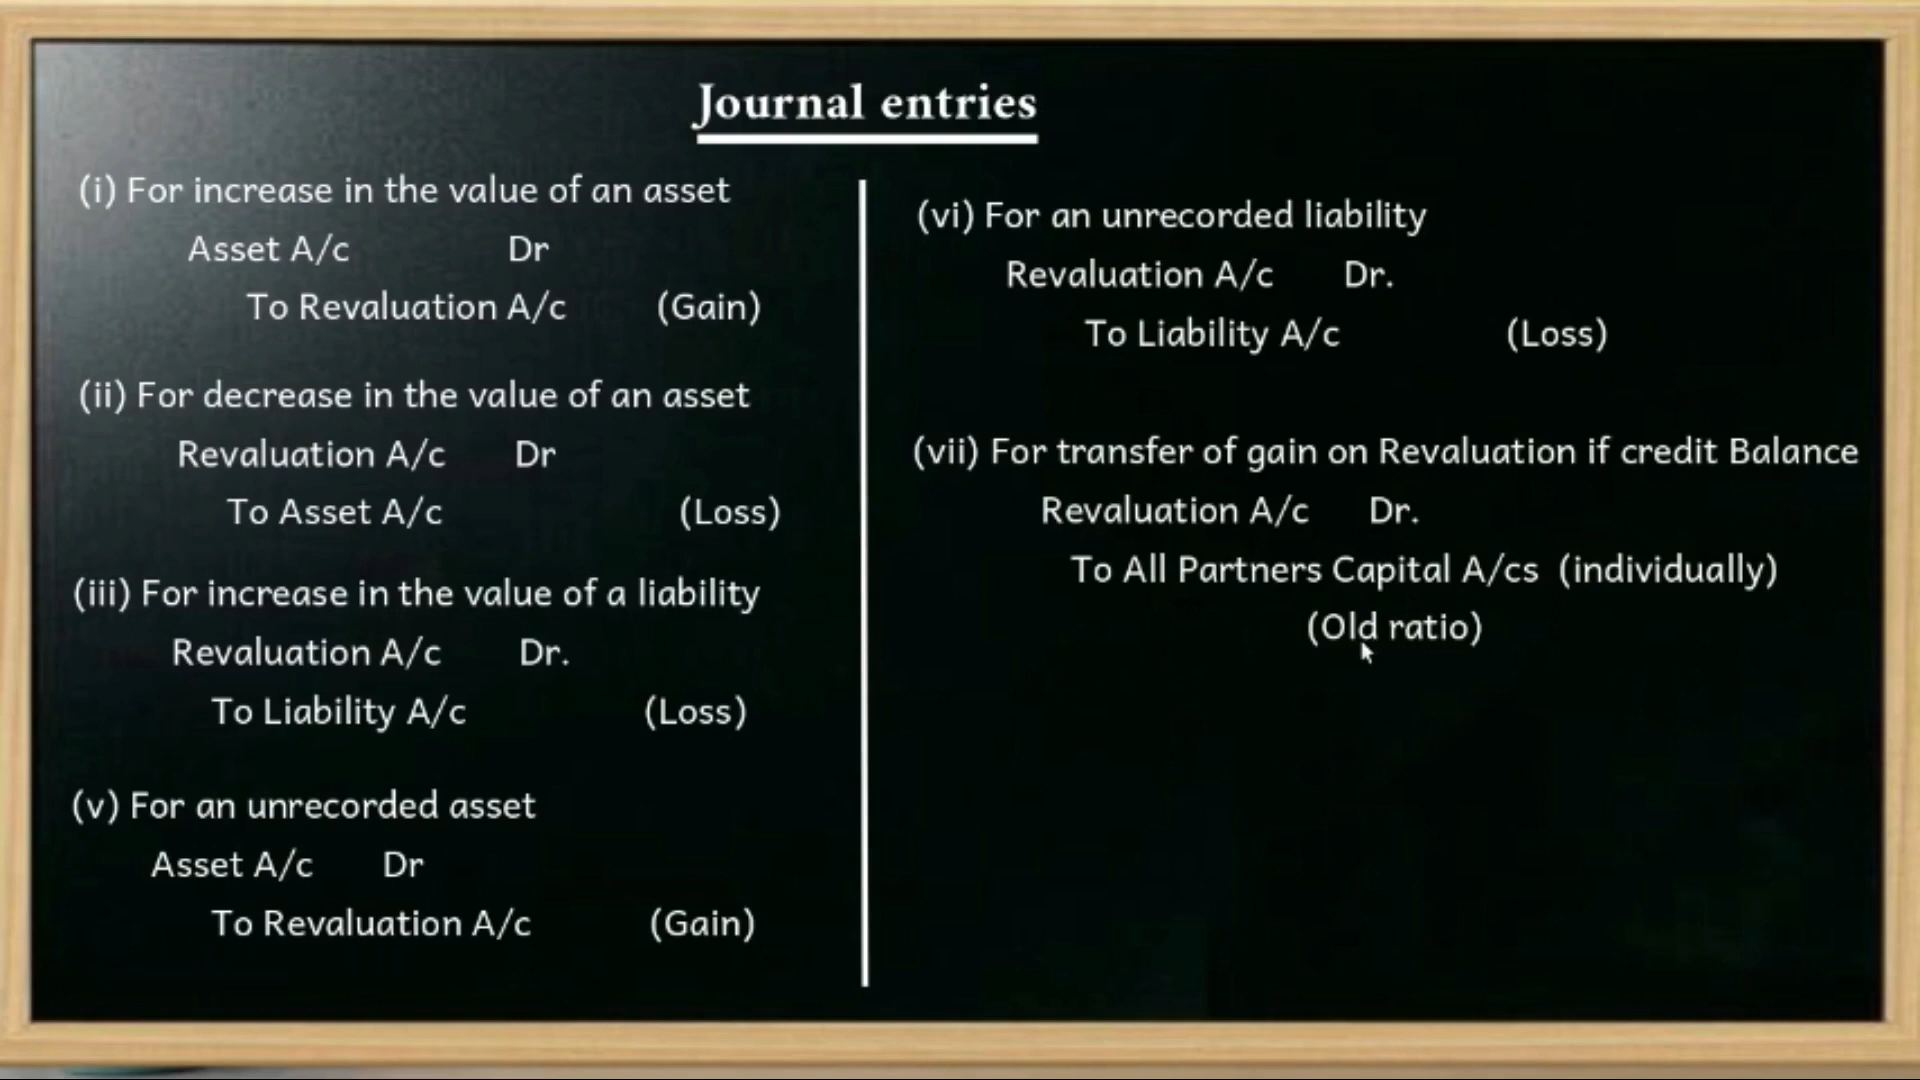 Journal entries
(i) For increase in the value of an asset
Asset A/c Dr
To Revaluation A/c (Gain)
(ii) For decrease in the value of an asset
Revaluation A/c Dr
To Asset A/c (Loss)
(iii) For increase in the value of a liability
Revaluation A/c Dr.
To Liability A/c (Loss)
(v) For an unrecorded asset
Asset A/c Dr
To Revaluation A/c (Gain)
(vi) For an unrecorded liability
Revaluation A/c Dr.
To Liability A/c (Loss)
(vii) For transfer of gain on Revaluation if credit Balance
Revaluation A/c Dr.
To All Partners Capital A/cs (individually)
(Old ratio)